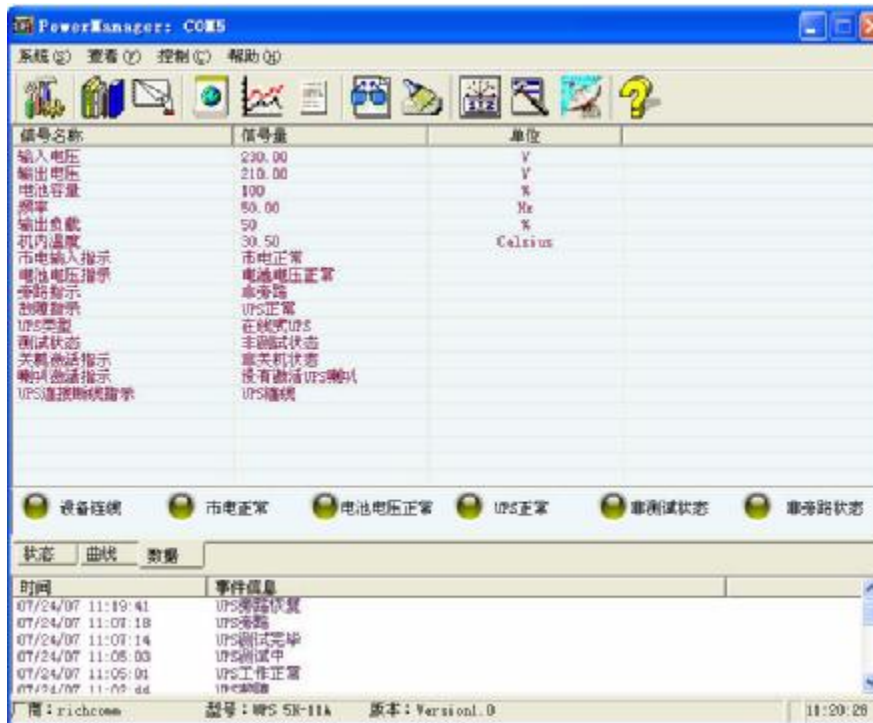 PowerManager: COM5
系统(S) 查看(Y) 控制(C) 帮助(H)
信号名称 信号量 单位
输入电压 230.00 V
输出电压 210.00 V
电池容量 100 %
频率 50.00 Hz
输出负载 50 %
机内温度 30.50 Celsius
市电输入指示 市电正常
电池电压指示 电池电压正常
旁路指示 非旁路
故障指示 UPS正常
UPS类型 在线式UPS
测试状态 非测试状态
关机激活指示 非关机状态
喇叭激活指示 没有激活UPS喇叭
UPS连接断线指示 UPS连线
设备连线 市电正常 电池电压正常 UPS正常 非测试状态 非旁路状态
状态 曲线 数据
时间 事件信息
07/24/07 11:19:41 UPS旁路恢复
07/24/07 11:07:18 UPS旁路
07/24/07 11:07:14 UPS测试完毕
07/24/07 11:05:03 UPS测试中
07/24/07 11:05:01 UPS工作正常
07/24/07 11:02:44 UPS故障
厂商:richcomm 型号: 版本:Version1.0 11:20:28